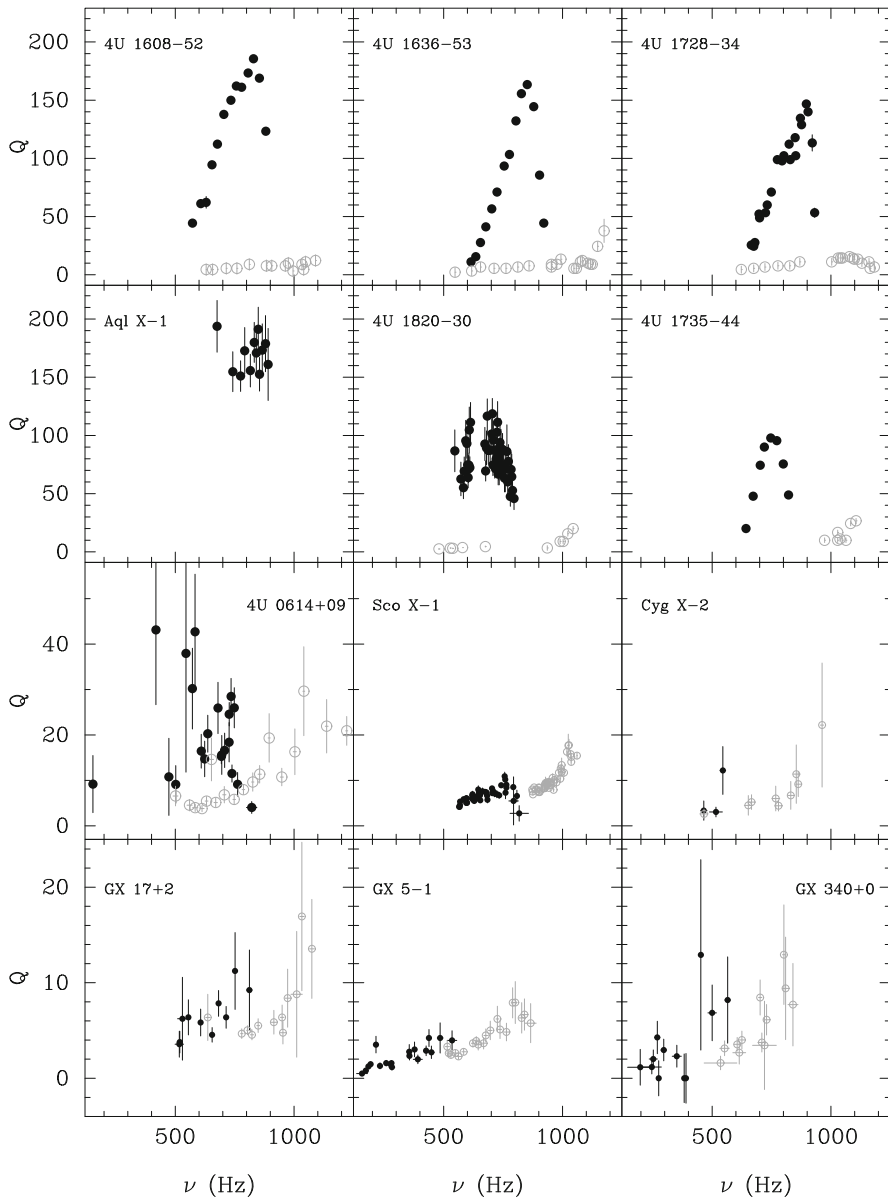 4U 1608−52
4U 1636−53
4U 1728−34
200
150
100
50
0
Q
Aql X−1
4U 1820−30
4U 1735−44
200
150
100
50
0
Q
4U 0614+09
Sco X−1
Cyg X−2
40
20
0
Q
GX 17+2
GX 5−1
GX 340+0
20
10
0
Q
500 1000 500 1000 500 1000
ν (Hz) ν (Hz) ν (Hz)